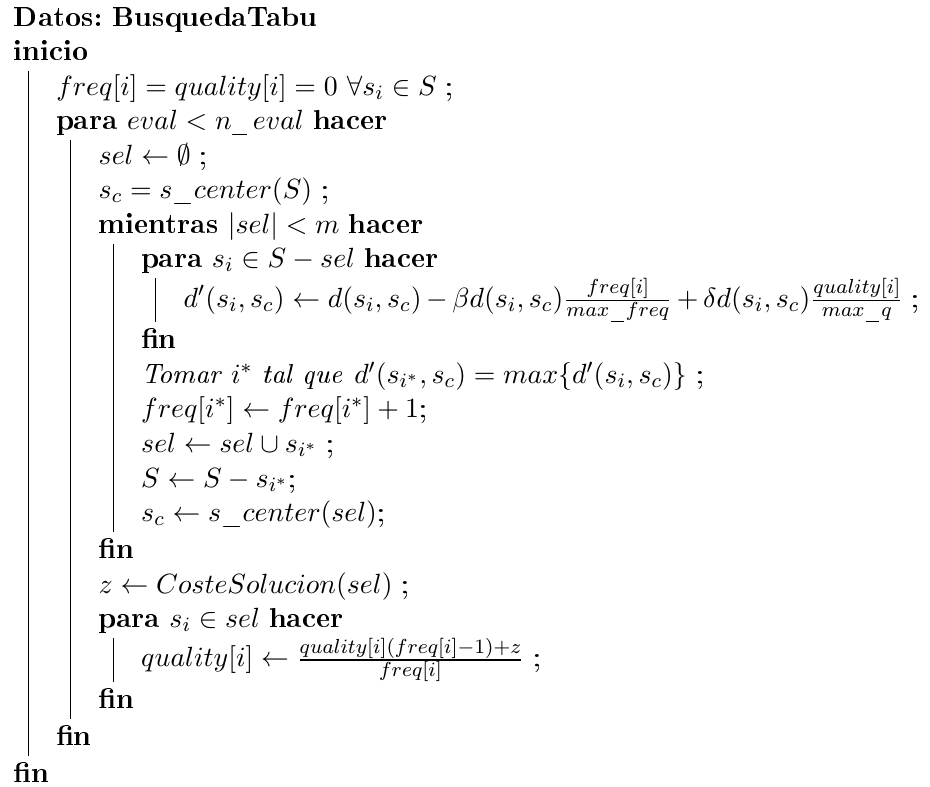 Datos: BusquedaTabu
inicio
freq[i] = quality[i] = 0 ∀s_i ∈ S ;
para eval < n_eval hacer
sel ← ∅ ;
s_c = s_center(S) ;
mientras |sel| < m hacer
para s_i ∈ S − sel hacer
d′(s_i, s_c) ← d(s_i, s_c) − βd(s_i, s_c) freq[i]/max_freq + δd(s_i, s_c) quality[i]/max_q ;
fin
Tomar i* tal que d′(s_i*, s_c) = max{d′(s_i, s_c)} ;
freq[i*] ← freq[i*] + 1;
sel ← sel ∪ s_i* ;
S ← S − s_i*;
s_c ← s_center(sel);
fin
z ← CosteSolucion(sel) ;
para s_i ∈ sel hacer
quality[i] ← quality[i](freq[i]−1)+z/freq[i] ;
fin
fin
fin